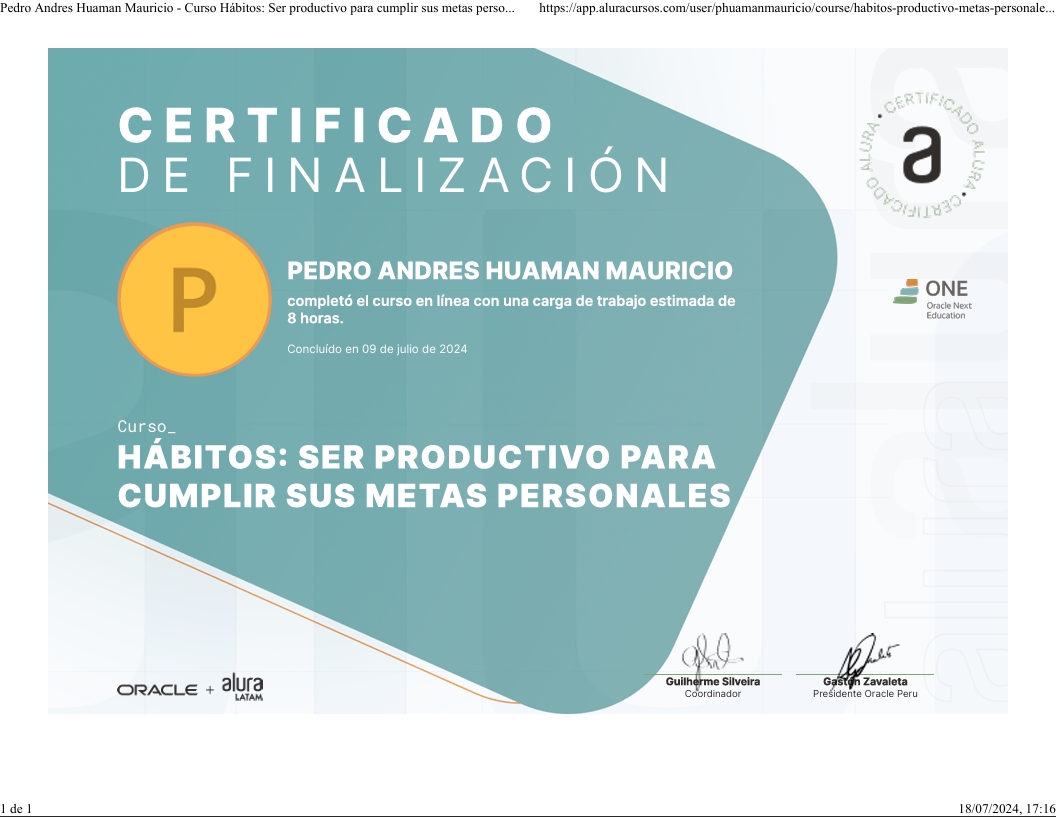 Pedro Andres Huaman Mauricio - Curso Hábitos: Ser productivo para cumplir sus metas perso...
https://app.aluracursos.com/user/phuamanmauricio/course/habitos-productivo-metas-personale...
CERTIFICADO
DE FINALIZACIÓN
a
CERTIFICADO ALURA • CERTIFICADO ALURA •
P
PEDRO ANDRES HUAMAN MAURICIO
completó el curso en línea con una carga de trabajo estimada de
8 horas.
Concluído en 09 de julio de 2024
ONE
Oracle Next
Education
Curso_
HÁBITOS: SER PRODUCTIVO PARA
CUMPLIR SUS METAS PERSONALES
alura
ORACLE + alura
LATAM
Guilherme Silveira
Coordinador
Gastón Zavaleta
Presidente Oracle Peru
1 de 1
18/07/2024, 17:16